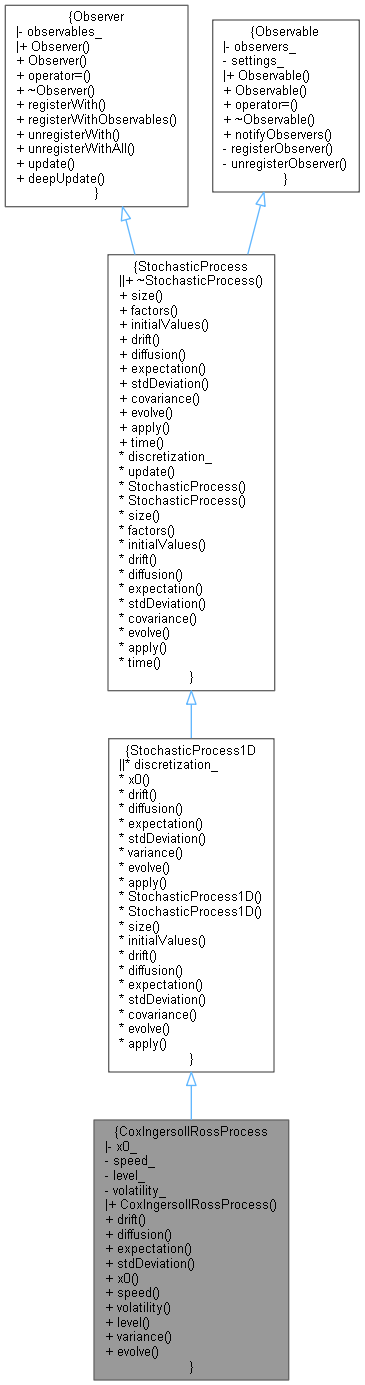 {Observer
|- observables_
|+ Observer()
+ Observer()
+ operator=()
+ ~Observer()
+ registerWith()
+ registerWithObservables()
+ unregisterWith()
+ unregisterWithAll()
+ update()
+ deepUpdate()
}
{Observable
|- observers_
- settings_
|+ Observable()
+ Observable()
+ operator=()
+ ~Observable()
+ notifyObservers()
- registerObserver()
- unregisterObserver()
}
{StochasticProcess
||+ ~StochasticProcess()
+ size()
+ factors()
+ initialValues()
+ drift()
+ diffusion()
+ expectation()
+ stdDeviation()
+ covariance()
+ evolve()
+ apply()
+ time()
* discretization_
* update()
* StochasticProcess()
* StochasticProcess()
* size()
* factors()
* initialValues()
* drift()
* diffusion()
* expectation()
* stdDeviation()
* covariance()
* evolve()
* apply()
* time()
}
{StochasticProcess1D
||* discretization_
* x0()
* drift()
* diffusion()
* expectation()
* stdDeviation()
* variance()
* evolve()
* apply()
* StochasticProcess1D()
* StochasticProcess1D()
* size()
* initialValues()
* drift()
* diffusion()
* expectation()
* stdDeviation()
* covariance()
* evolve()
* apply()
}
{CoxIngersollRossProcess
|- x0_
- speed_
- level_
- volatility_
|+ CoxIngersollRossProcess()
+ drift()
+ diffusion()
+ expectation()
+ stdDeviation()
+ x0()
+ speed()
+ volatility()
+ level()
+ variance()
+ evolve()
}